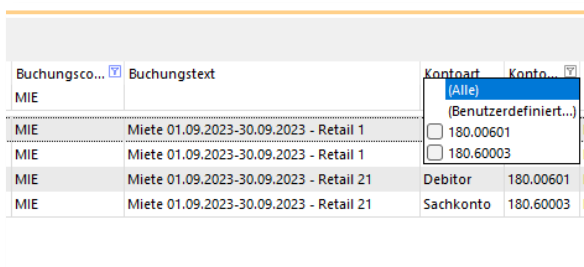 Buchungsco... Buchungstext Kontoart Konto...
MIE
(Alle)
(Benutzerdefiniert...)
180.00601
180.60003
MIE Miete 01.09.2023-30.09.2023 - Retail 1
MIE Miete 01.09.2023-30.09.2023 - Retail 1
MIE Miete 01.09.2023-30.09.2023 - Retail 21 Debitor 180.00601
MIE Miete 01.09.2023-30.09.2023 - Retail 21 Sachkonto 180.60003